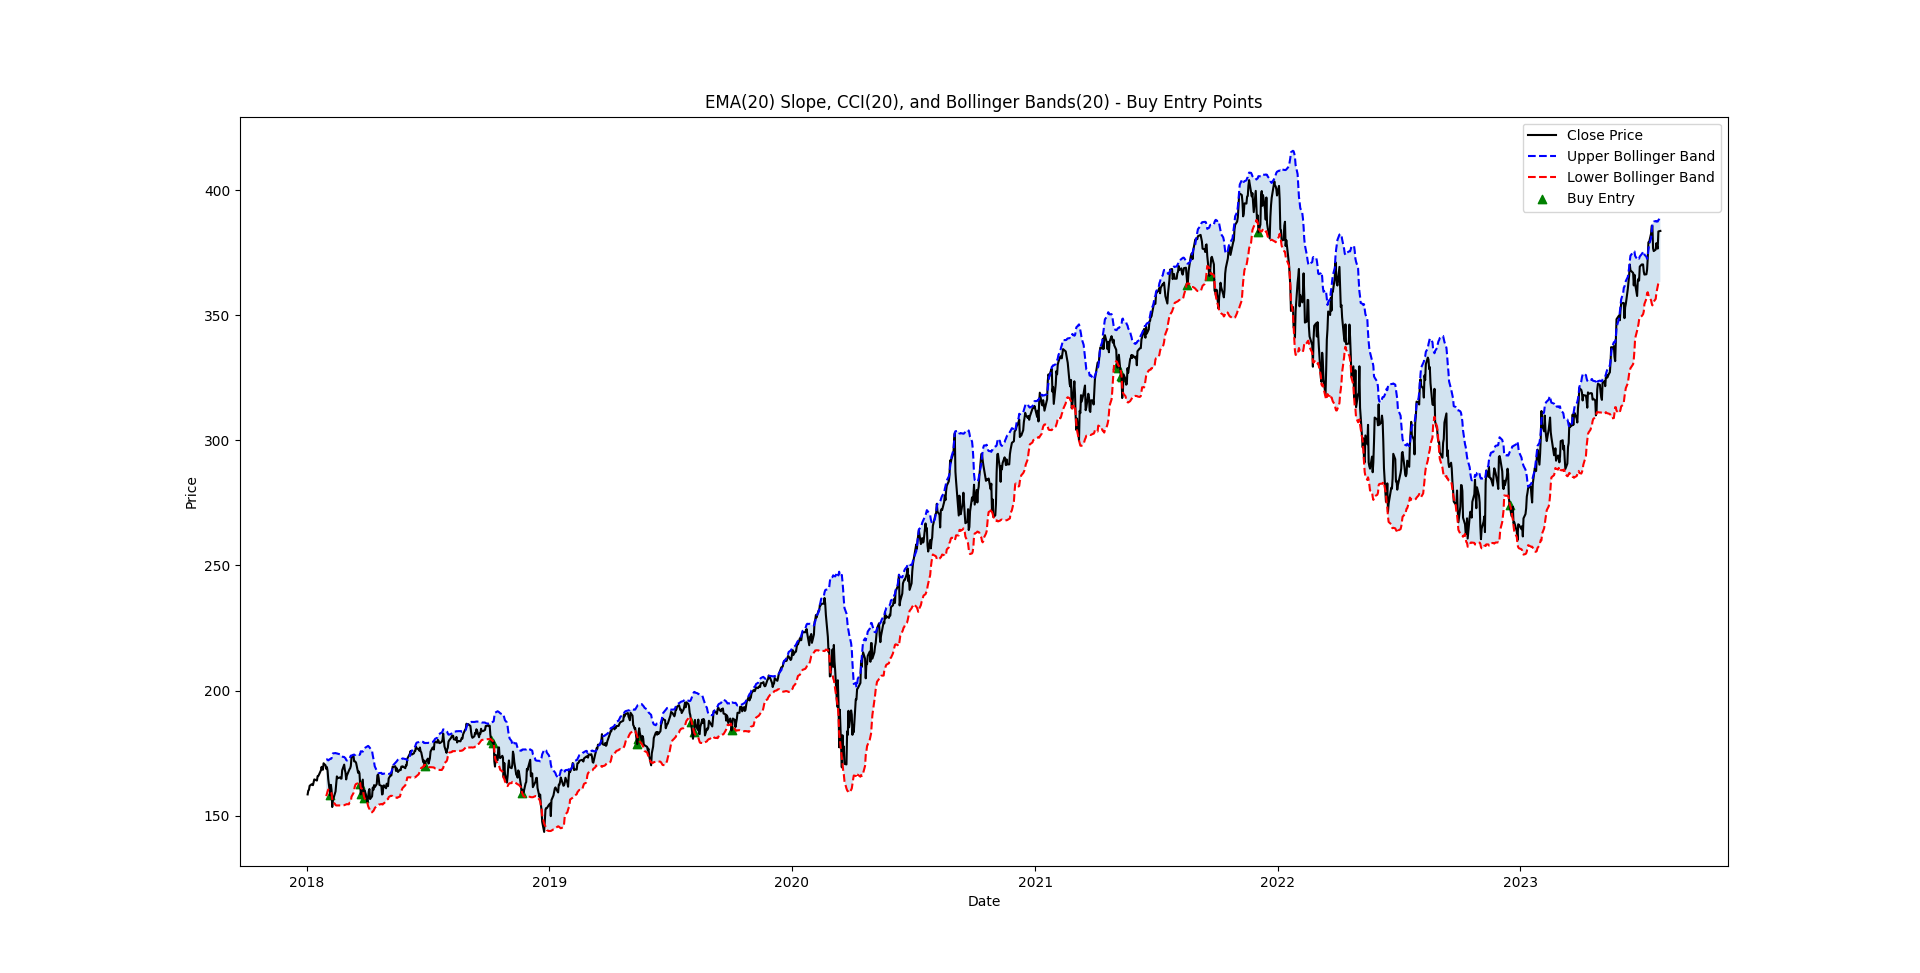 EMA(20) Slope, CCI(20), and Bollinger Bands(20) - Buy Entry Points
Close Price
Upper Bollinger Band
Lower Bollinger Band
Buy Entry
400
350
300
250
200
150
Price
2018 2019 2020 2021 2022 2023
Date